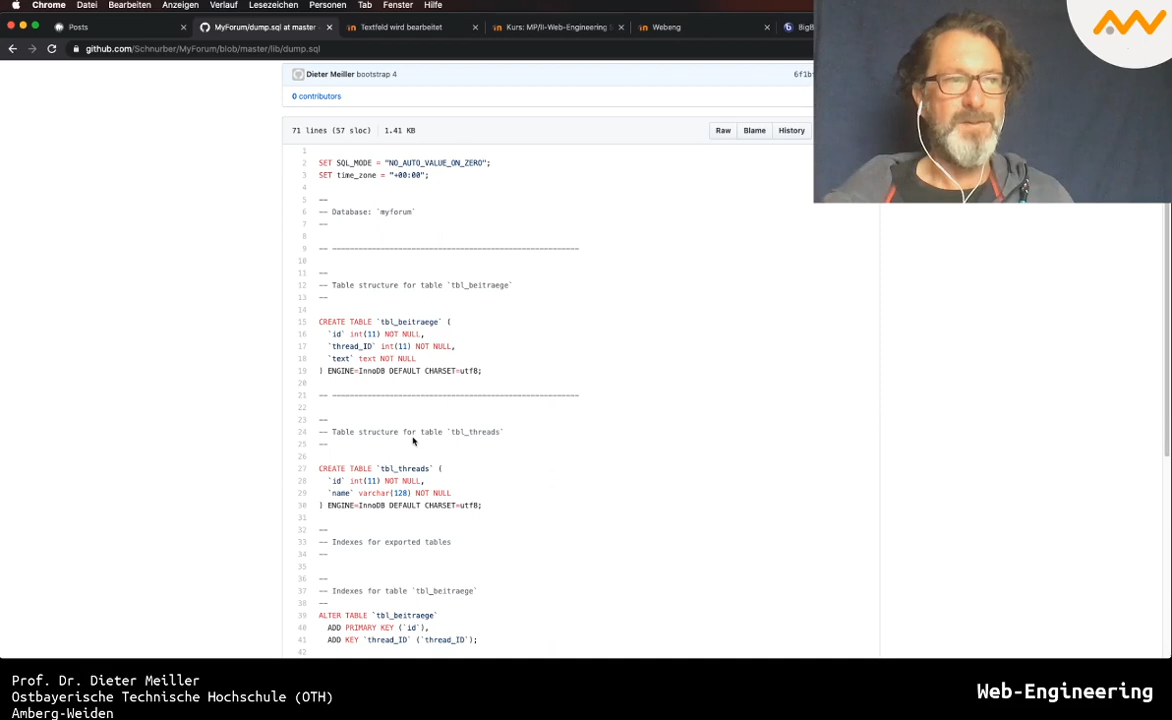 Chrome Datei Bearbeiten Anzeigen Verlauf Lesezeichen Personen Tab Fenster Hilfe
Posts × MyForum/dump.sql at master × Textfeld wird bearbeitet × Kurs: MP/II-Web-Engineering × Webeng × BigB
github.com/Schnurber/MyForum/blob/master/lib/dump.sql
Dieter Meiller bootstrap 4
0 contributors
71 lines (57 sloc) 1.41 KB Raw Blame History
1
2 SET SQL_MODE = "NO_AUTO_VALUE_ON_ZERO";
3 SET time_zone = "+00:00";
4
5 --
6 -- Database: `myforum`
7 --
8
9 -- --------------------------------------------------------
10
11 --
12 -- Table structure for table `tbl_beitraege`
13 --
14
15 CREATE TABLE `tbl_beitraege` (
16 `id` int(11) NOT NULL,
17 `thread_ID` int(11) NOT NULL,
18 `text` text NOT NULL
19 ) ENGINE=InnoDB DEFAULT CHARSET=utf8;
20
21 -- --------------------------------------------------------
22
23 --
24 -- Table structure for table `tbl_threads`
25 --
26
27 CREATE TABLE `tbl_threads` (
28 `id` int(11) NOT NULL,
29 `name` varchar(128) NOT NULL
30 ) ENGINE=InnoDB DEFAULT CHARSET=utf8;
31
32 --
33 -- Indexes for exported tables
34 --
35
36 --
37 -- Indexes for table `tbl_beitraege`
38 --
39 ALTER TABLE `tbl_beitraege`
40 ADD PRIMARY KEY (`id`),
41 ADD KEY `thread_ID` (`thread_ID`);
42
Prof. Dr. Dieter Meiller
Ostbayerische Technische Hochschule (OTH)
Amberg-Weiden
Web-Engineering